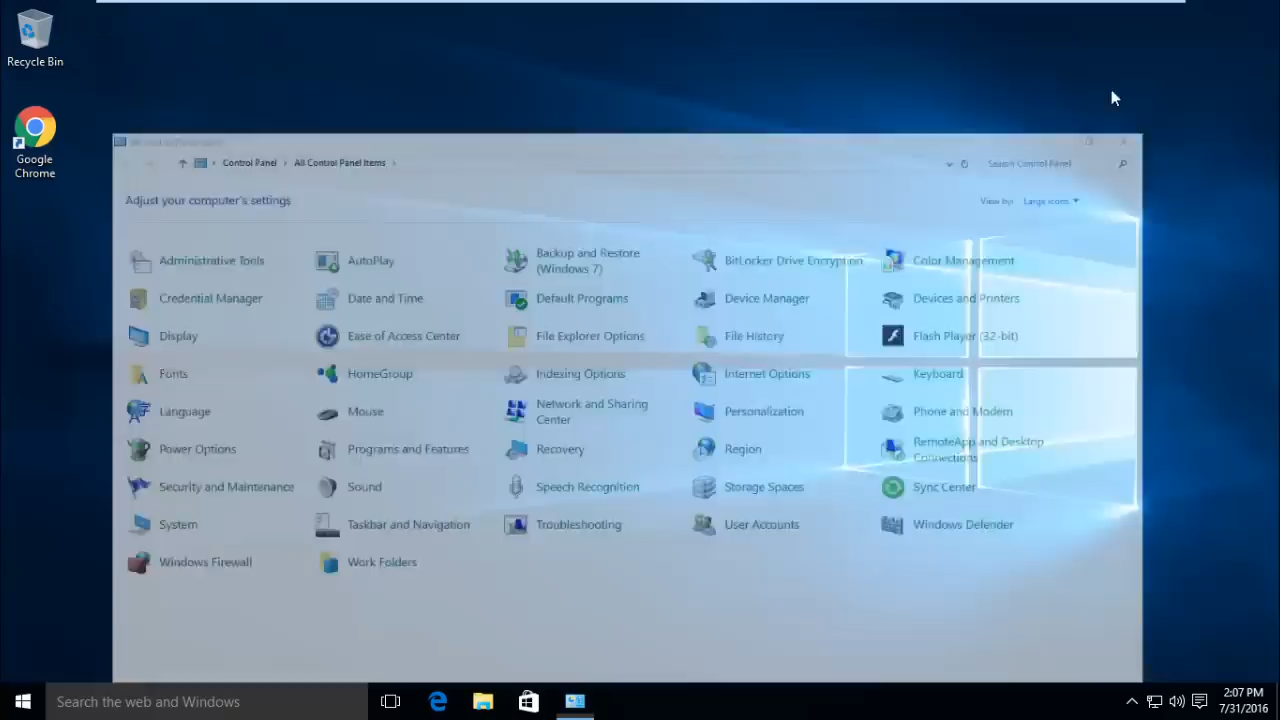 Recycle Bin
Google
Chrome
Control Panel
All Control Panel Items
Search Control Panel
Adjust your computer's settings
View by: Large icons
Administrative Tools
AutoPlay
Backup and Restore
(Windows 7)
BitLocker Drive Encryption
Color Management
Credential Manager
Date and Time
Default Programs
Device Manager
Devices and Printers
Display
Ease of Access Center
File Explorer Options
File History
Flash Player (32-bit)
Fonts
HomeGroup
Indexing Options
Internet Options
Keyboard
Language
Mouse
Network and Sharing
Center
Personalization
Phone and Modem
Power Options
Programs and Features
Recovery
Region
RemoteApp and Desktop
Connections
Security and Maintenance
Sound
Speech Recognition
Storage Spaces
Sync Center
System
Taskbar and Navigation
Troubleshooting
User Accounts
Windows Defender
Windows Firewall
Work Folders
Search the web and Windows
2:07 PM
7/31/2016